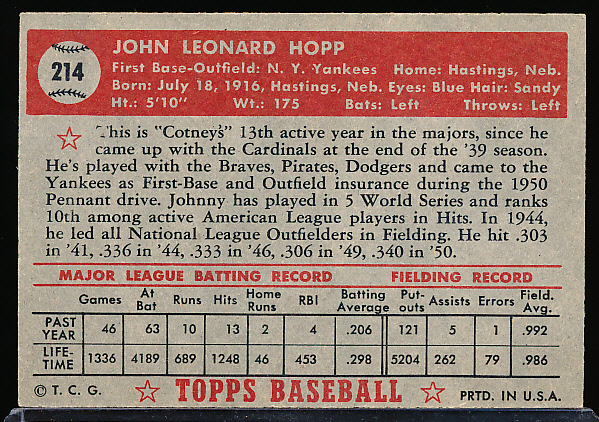 214
JOHN LEONARD HOPP
First Base-Outfield: N. Y. Yankees Home: Hastings, Neb.
Born: July 18, 1916, Hastings, Neb. Eyes: Blue Hair: Sandy
Ht.: 5'10" Wt.: 175 Bats: Left Throws: Left
This is "Cotney's" 13th active year in the majors, since he
came up with the Cardinals at the end of the '39 season.
He's played with the Braves, Pirates, Dodgers and came to the
Yankees as First-Base and Outfield insurance during the 1950
Pennant drive. Johnny has played in 5 World Series and ranks
10th among active American League players in Hits. In 1944,
he led all National League Outfielders in Fielding. He hit .303
in '41, .336 in '44, .333 in '46, .306 in '49, .340 in '50.
MAJOR LEAGUE BATTING RECORD FIELDING RECORD
Games At Bat Runs Hits Home Runs RBI Batting Average Put-outs Assists Errors Field. Avg.
PAST YEAR 46 63 10 13 2 4 .206 121 5 1 .992
LIFE-TIME 1336 4189 689 1248 46 453 .298 5204 262 79 .986
© T. C. G. TOPPS BASEBALL PRTD. IN U.S.A.